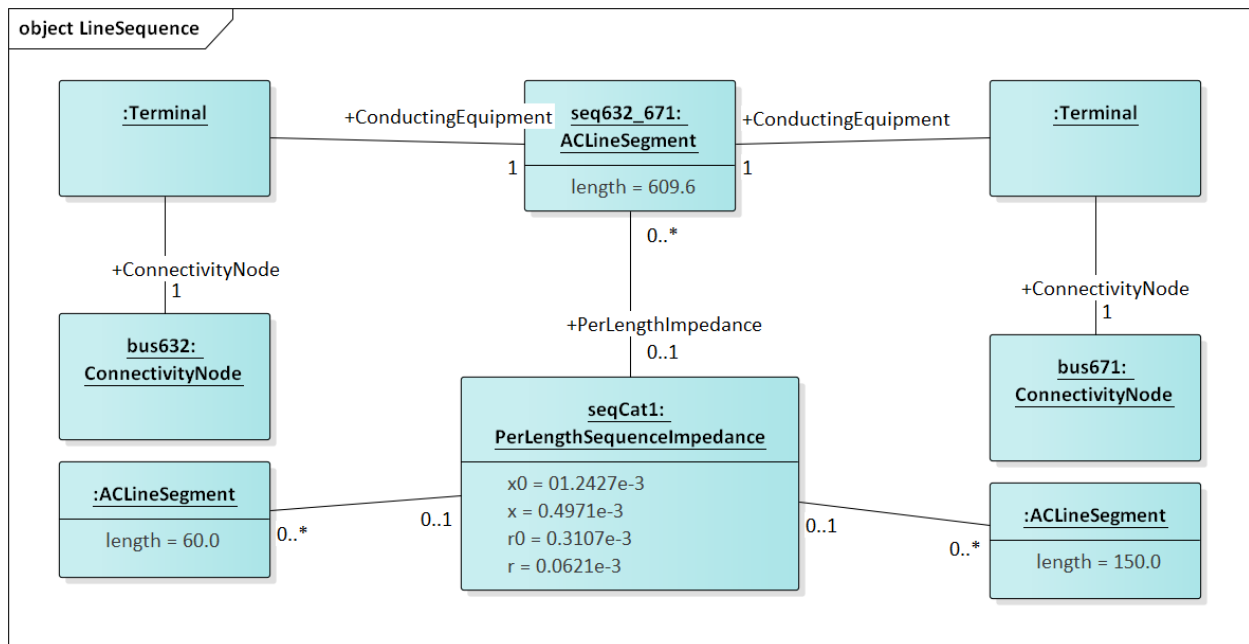 object LineSequence
:Terminal
+ConductingEquipment
1
seq632_671:
ACLineSegment
length = 609.6
+ConductingEquipment
1
:Terminal
0..*
+ConnectivityNode
1
+ConnectivityNode
1
+PerLengthImpedance
0..1
bus632:
ConnectivityNode
bus671:
ConnectivityNode
seqCat1:
PerLengthSequenceImpedance
x0 = 01.2427e-3
x = 0.4971e-3
r0 = 0.3107e-3
r = 0.0621e-3
:ACLineSegment
length = 60.0
0..*
0..1
0..1
0..*
:ACLineSegment
length = 150.0